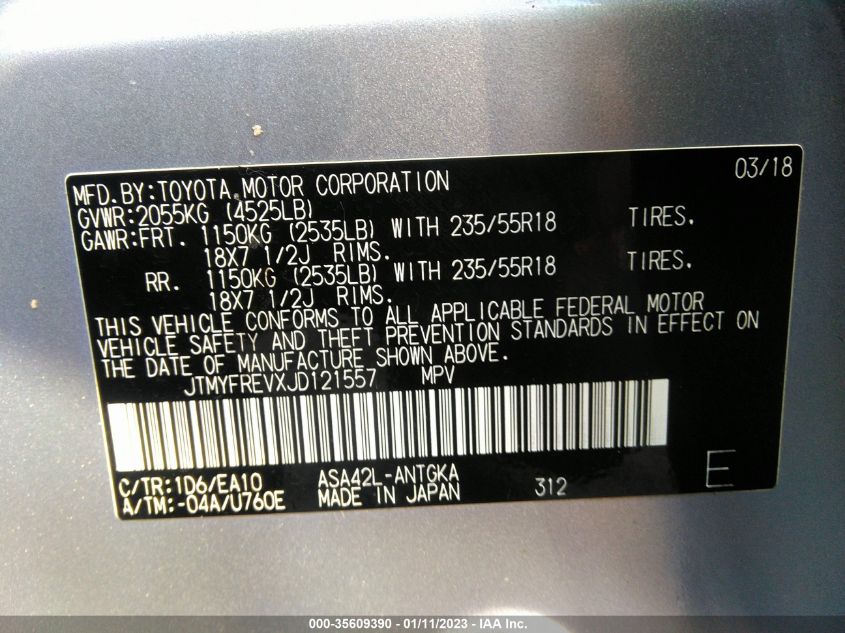 03/18
MFD. BY:TOYOTA MOTOR CORPORATION
GVWR:2055KG (4525LB)
GAWR:FRT. 1150KG (2535LB) WITH 235/55R18 TIRES.
18X7 1/2J RIMS.
RR. 1150KG (2535LB) WITH 235/55R18 TIRES.
18X7 1/2J RIMS.
THIS VEHICLE CONFORMS TO ALL APPLICABLE FEDERAL MOTOR
VEHICLE SAFETY AND THEFT PREVENTION STANDARDS IN EFFECT ON
THE DATE OF MANUFACTURE SHOWN ABOVE.
JTMYFREVXJD121557 MPV
C/TR:1D6/EA10 ASA42L-ANTGKA
A/TM:-04A/U760E MADE IN JAPAN 312 E
000-35609390 - 01/11/2023 - IAA Inc.